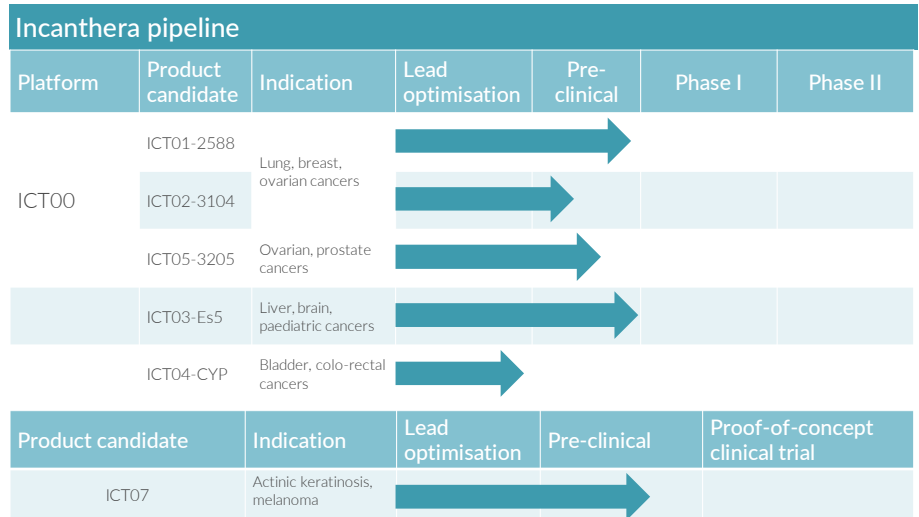 Incanthera pipeline
Platform
Product
candidate
Indication
Lead
optimisation
Pre-
clinical
Phase I
Phase II
ICT00
ICT01-2588
Lung, breast,
ovarian cancers
ICT02-3104
ICT05-3205
Ovarian, prostate
cancers
ICT03-Es5
Liver, brain,
paediatric cancers
ICT04-CYP
Bladder, colo-rectal
cancers
Product candidate
Indication
Lead
optimisation
Pre-clinical
Proof-of-concept
clinical trial
ICT07
Actinic keratinosis,
melanoma